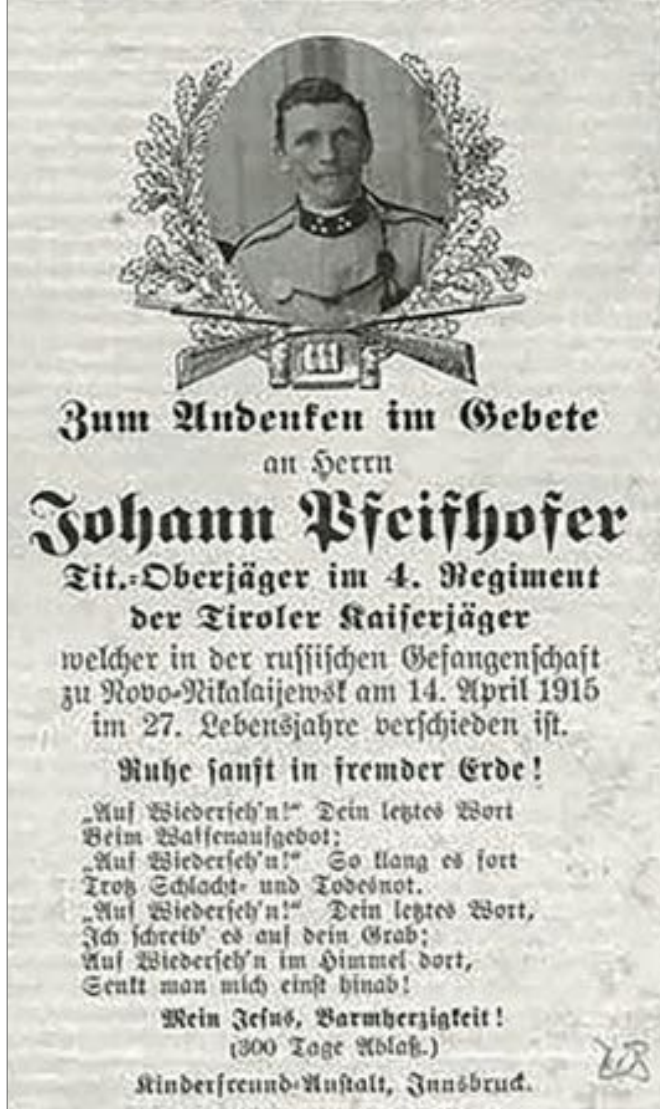 Zum Andenken im Gebete
an Herrn
Johann Pfeifhofer
Tit.-Oberjäger im 4. Regiment
der Tiroler Kaiserjäger
welcher in der russischen Gefangenschaft
zu Novo-Nikalaijewsk am 14. April 1915
im 27. Lebensjahre verschieden ist.
Ruhe sanft in fremder Erde!
„Auf Wiederseh'n!“ Dein letztes Wort
Beim Waffenaufgebot;
„Auf Wiederseh'n!“ So klang es fort
Trotz Schlacht- und Todesnot.
„Auf Wiederseh'n!“ Dein letztes Wort,
Ich schreib' es auf dein Grab;
Auf Wiederseh'n im Himmel dort,
Senkt man mich einst hinab!
Mein Jesus, Barmherzigkeit!
(300 Tage Ablaß.)
Kinderfreund-Anstalt, Innsbruck.